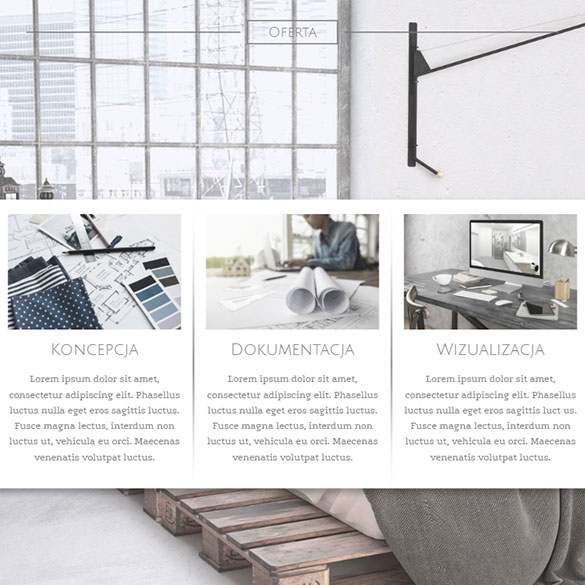 Oferta
Koncepcja
Lorem ipsum dolor sit amet,
consectetur adipiscing elit. Phasellus
luctus nulla eget eros sagittis luctus.
Fusce magna lectus, interdum non
luctus ut, vehicula eu orci. Maecenas
venenatis volutpat luctus.
Dokumentacja
Lorem ipsum dolor sit amet,
consectetur adipiscing elit. Phasellus
luctus nulla eget eros sagittis luctus.
Fusce magna lectus, interdum non
luctus ut, vehicula eu orci. Maecenas
venenatis volutpat luctus.
Wizualizacja
Lorem ipsum dolor sit amet,
consectetur adipiscing elit. Phasellus
luctus nulla eget eros sagittis luct us.
Fusce magna lectus, interdum non
luctus ut, vehicula eu orci. Maecenas
venenatis volutpat luctus.